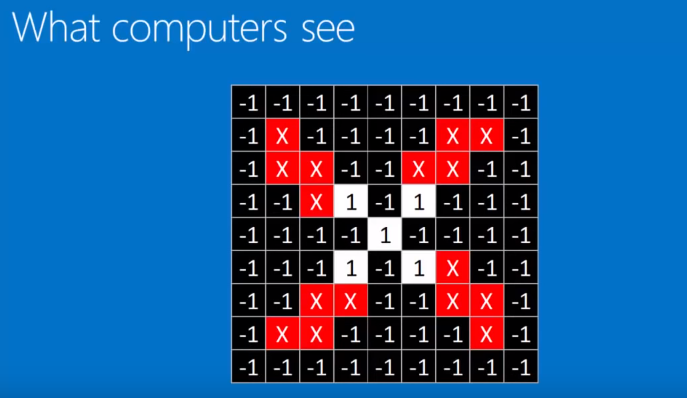 What computers see
-1 -1 -1 -1 -1 -1 -1 -1 -1
-1 X -1 -1 -1 -1 X X -1
-1 X X -1 -1 X X -1 -1
-1 -1 X 1 -1 1 -1 -1 -1
-1 -1 -1 -1 1 -1 -1 -1 -1
-1 -1 -1 1 -1 1 X -1 -1
-1 -1 X X -1 -1 X X -1
-1 X X -1 -1 -1 -1 X -1
-1 -1 -1 -1 -1 -1 -1 -1 -1